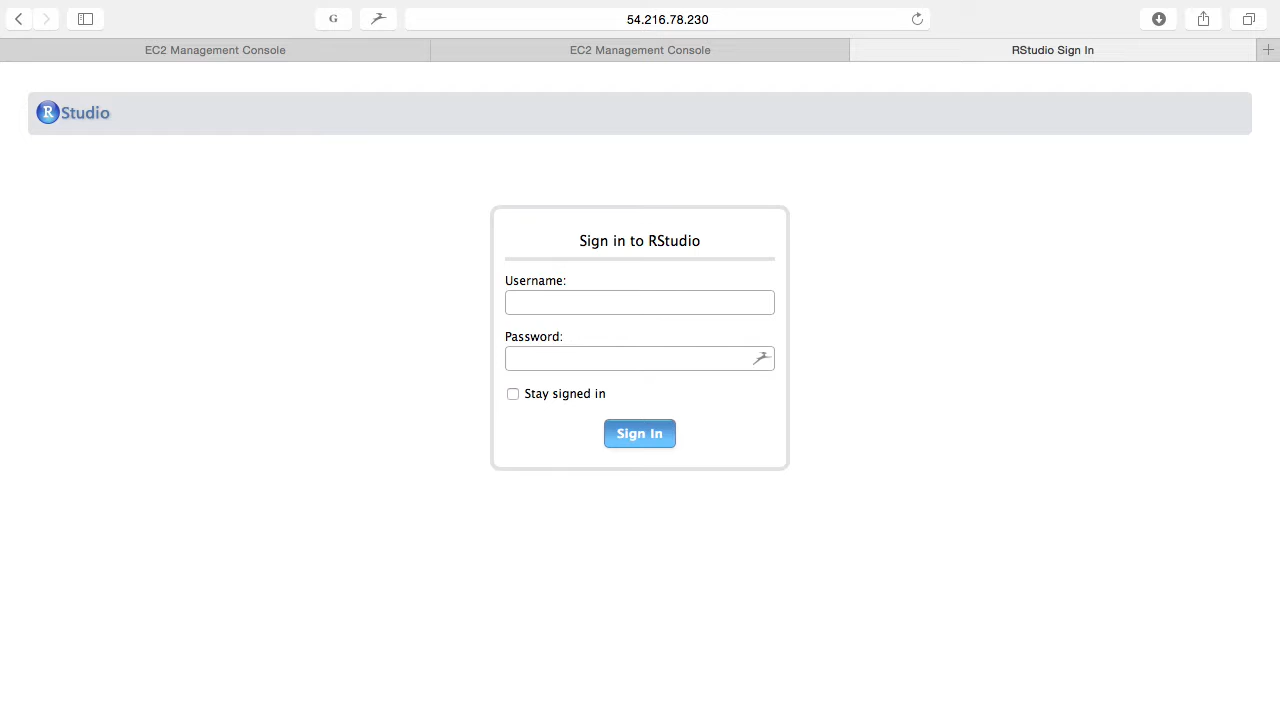 G
54.216.78.230
EC2 Management Console
EC2 Management Console
RStudio Sign In
R Studio
Sign in to RStudio
Username:
Password:
Stay signed in
Sign In